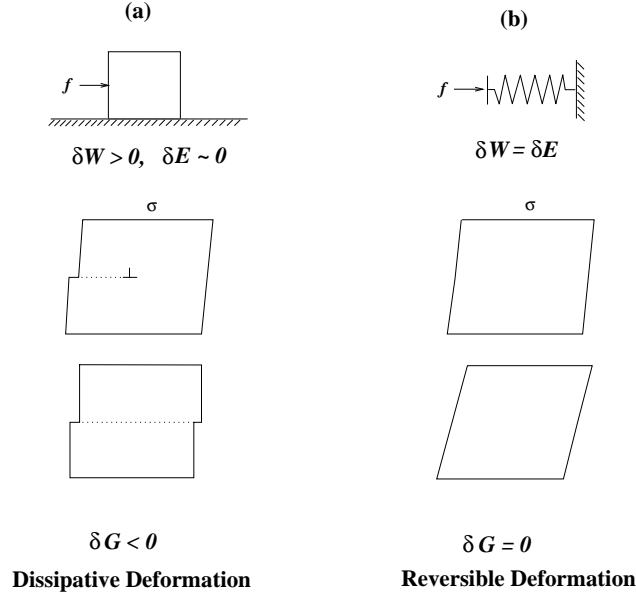 (a)
(b)
f
f
δW > 0, δE ~ 0
δW = δE
σ
σ
δG < 0
δG = 0
Dissipative Deformation
Reversible Deformation